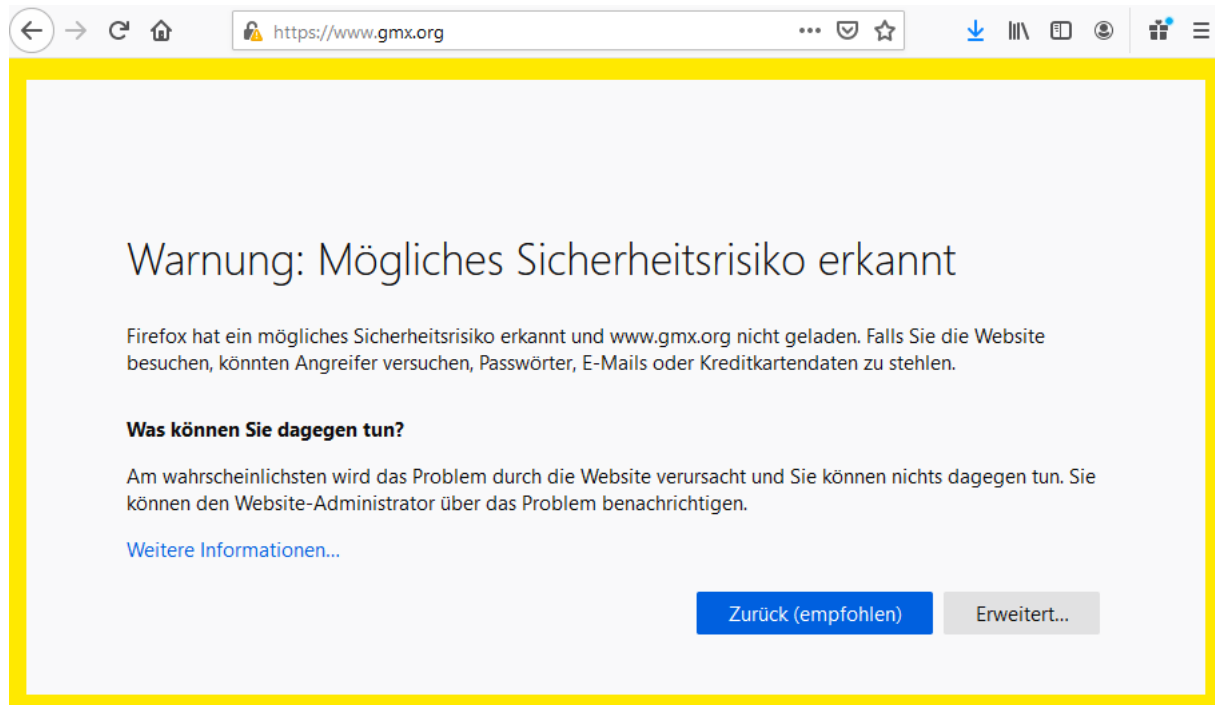 https://www.gmx.org
Warnung: Mögliches Sicherheitsrisiko erkannt
Firefox hat ein mögliches Sicherheitsrisiko erkannt und www.gmx.org nicht geladen. Falls Sie die Website
besuchen, könnten Angreifer versuchen, Passwörter, E-Mails oder Kreditkartendaten zu stehlen.
Was können Sie dagegen tun?
Am wahrscheinlichsten wird das Problem durch die Website verursacht und Sie können nichts dagegen tun. Sie
können den Website-Administrator über das Problem benachrichtigen.
Weitere Informationen...
Zurück (empfohlen) Erweitert...